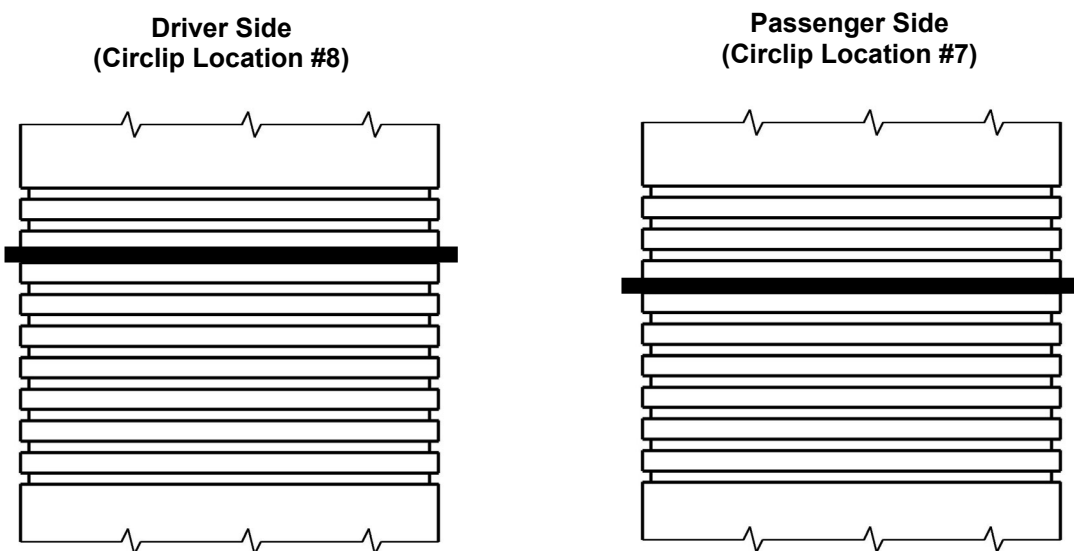 Driver Side
(Circlip Location #8)
Passenger Side
(Circlip Location #7)